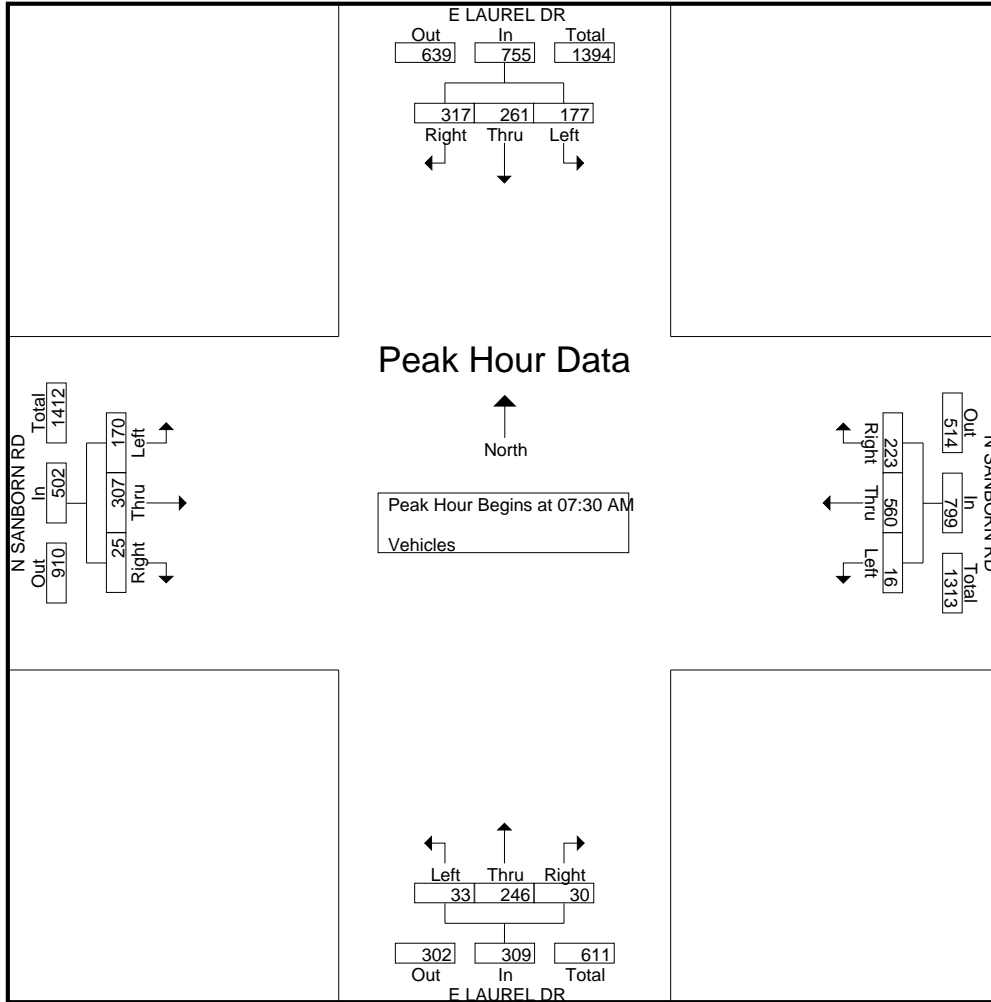 E LAUREL DR
Out In Total
639 755 1394
317 261 177
Right Thru Left
Peak Hour Data
North
Peak Hour Begins at 07:30 AM
Vehicles
N SANBORN RD
Total In Out
1412 502 910
170 307 25
Left Thru Right
Right Thru Left
223 560 16
Out In Total
514 799 1313
N SANBORN RD
Left Thru Right
33 246 30
302 309 611
Out In Total
E LAUREL DR